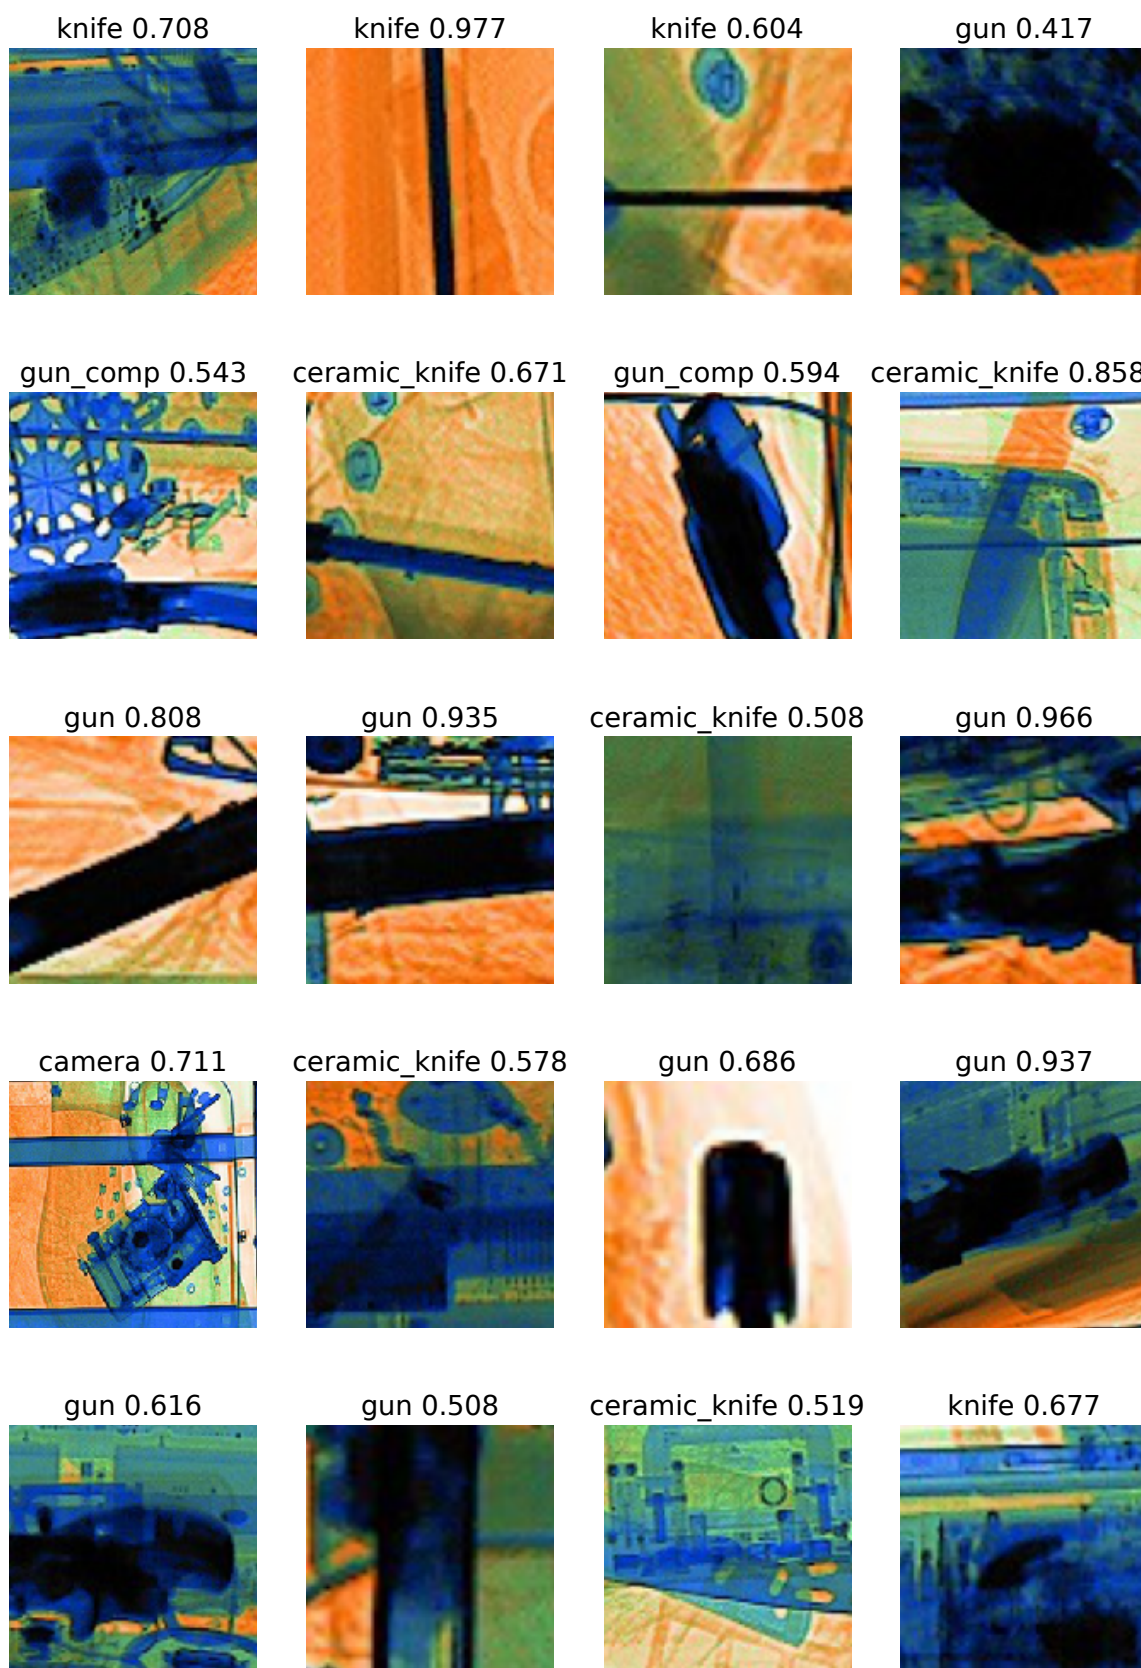 knife 0.708 knife 0.977 knife 0.604 gun 0.417
gun_comp 0.543 ceramic_knife 0.671 gun_comp 0.594 ceramic_knife 0.858
gun 0.808 gun 0.935 ceramic_knife 0.508 gun 0.966
camera 0.711 ceramic_knife 0.578 gun 0.686 gun 0.937
gun 0.616 gun 0.508 ceramic_knife 0.519 knife 0.677